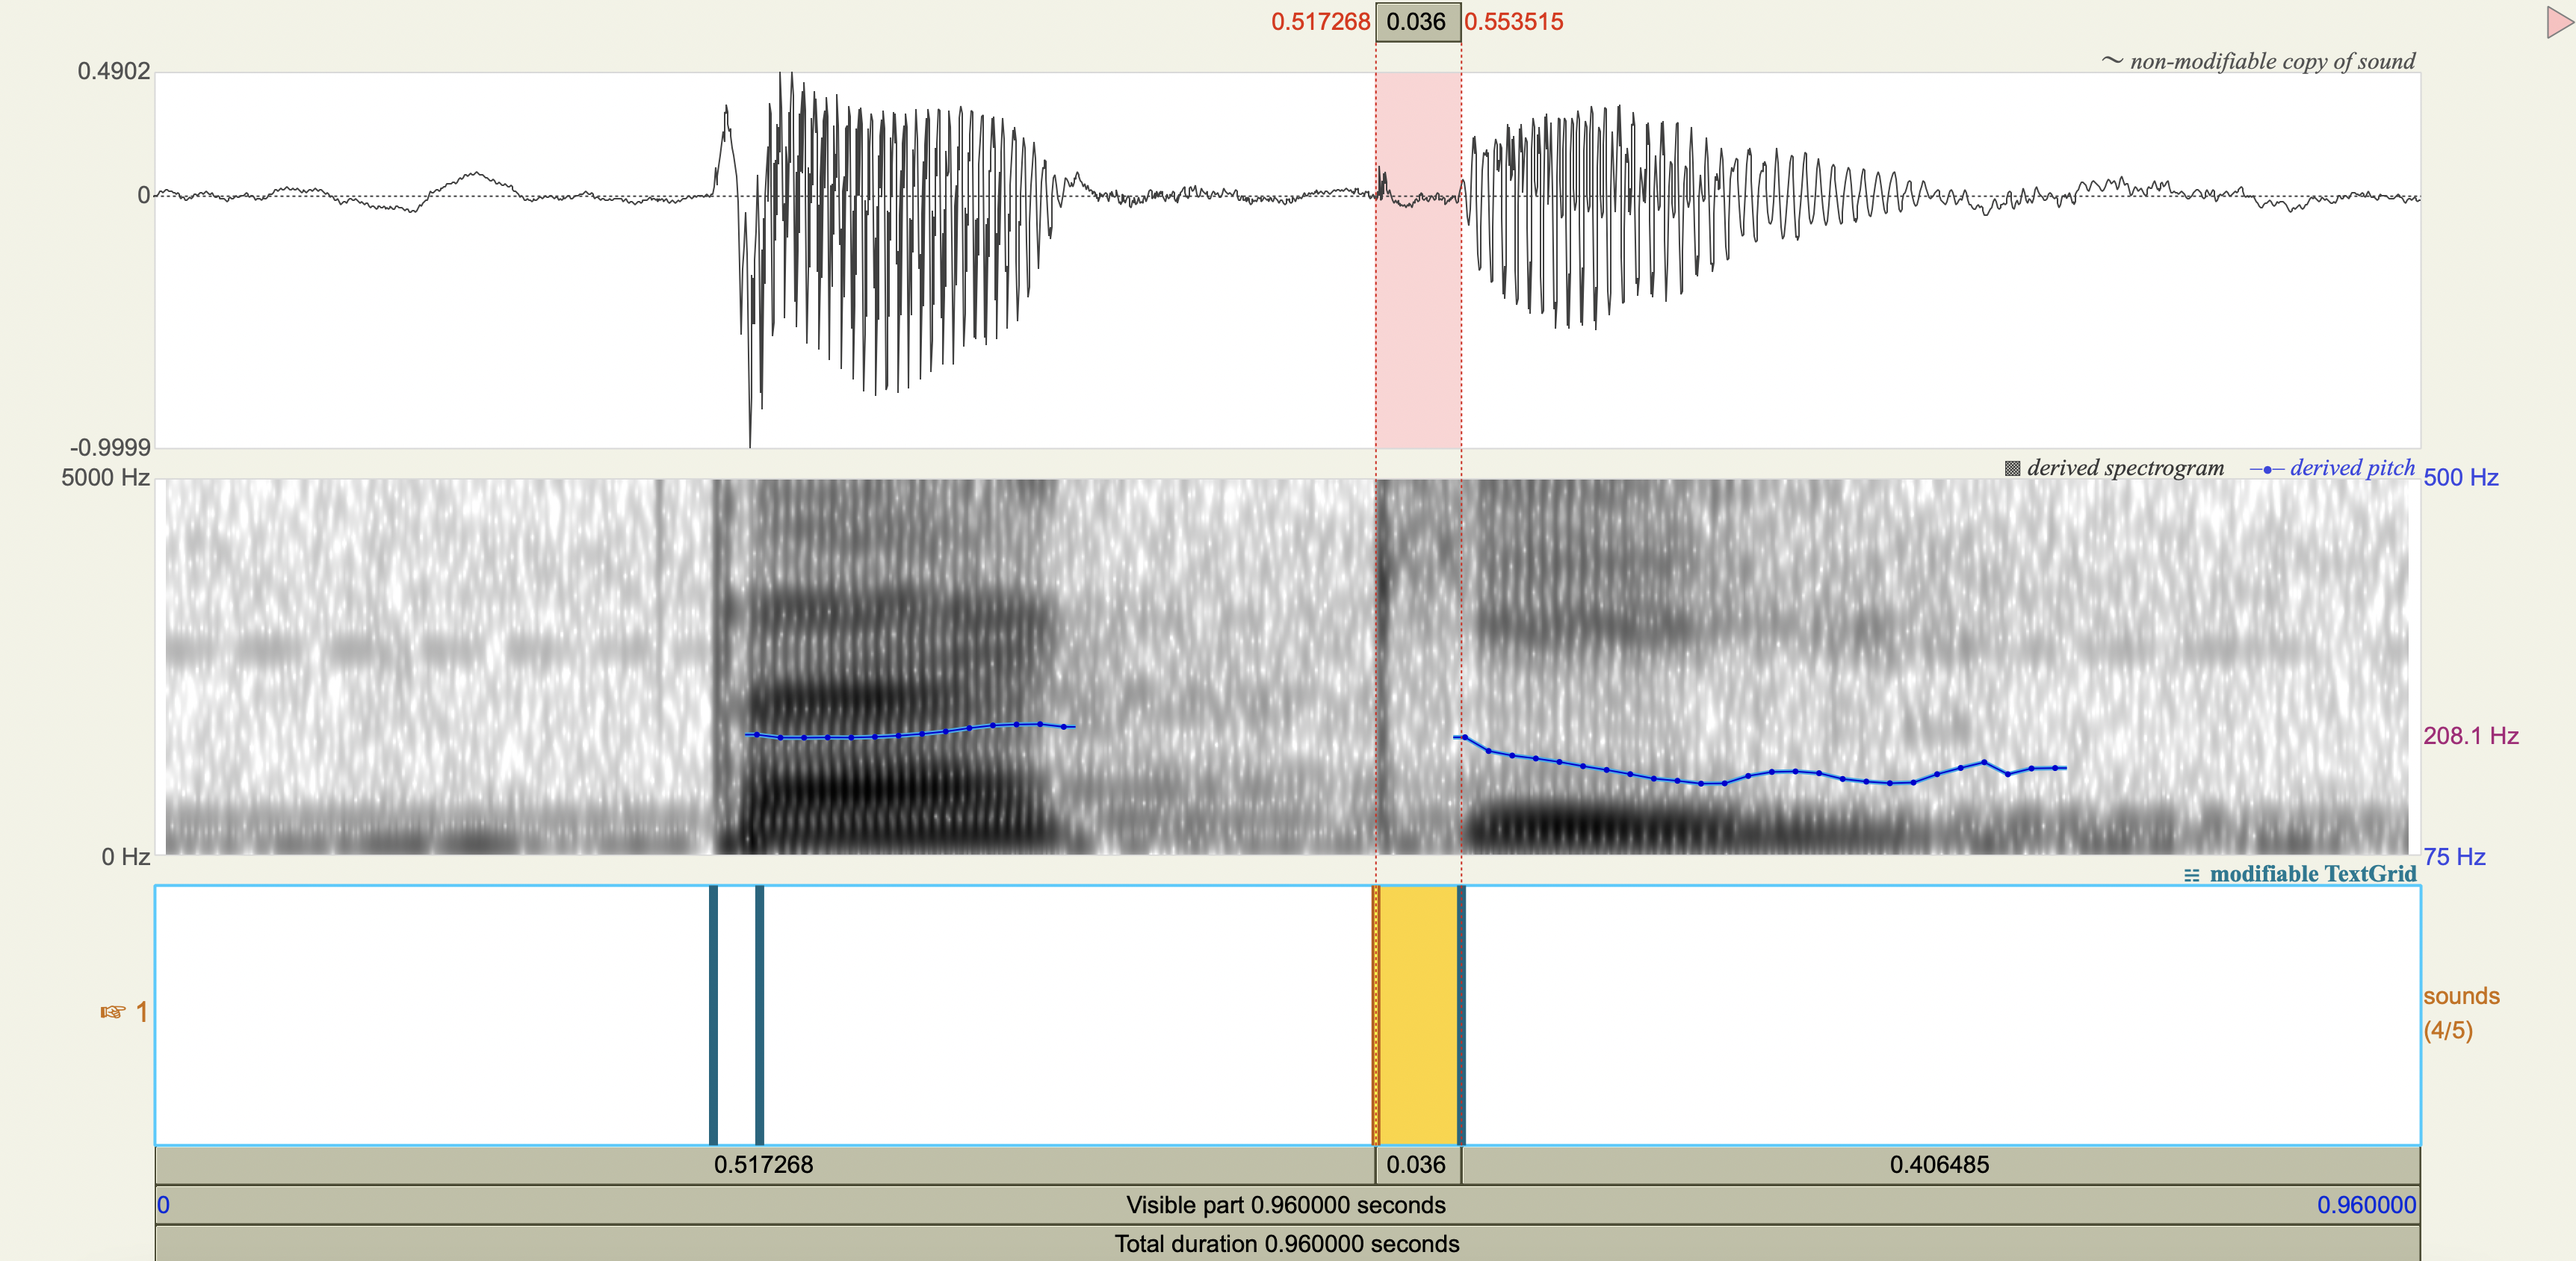 0.517268 0.036 0.553515
0.4902 non-modifiable copy of sound
0
-0.9999
derived spectrogram derived pitch
5000 Hz 500 Hz
208.1 Hz
0 Hz 75 Hz
modifiable TextGrid
1 sounds
(4/5)
0.517268 0.036 0.406485
0 Visible part 0.960000 seconds 0.960000
Total duration 0.960000 seconds